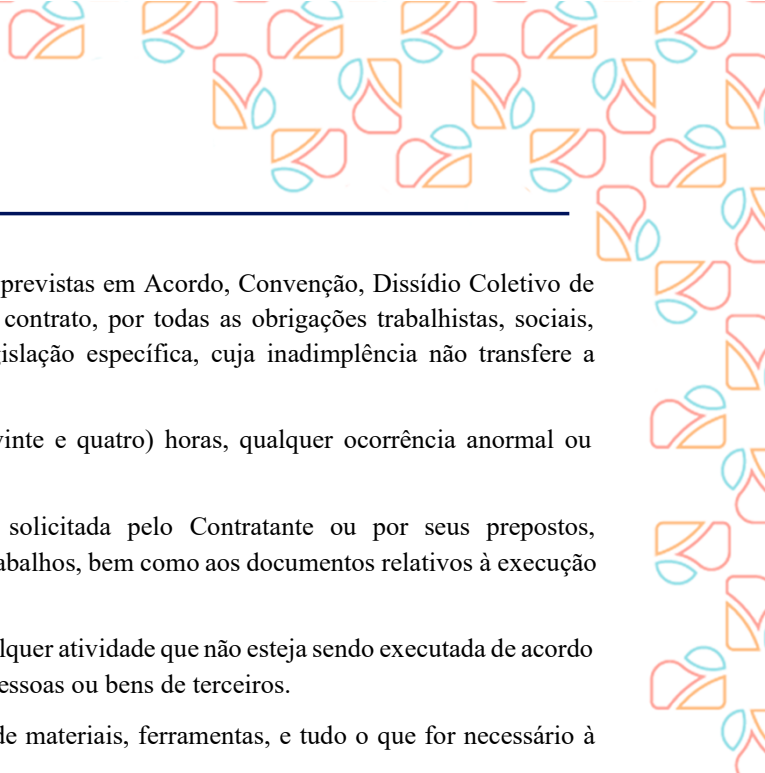 previstas em Acordo, Convenção, Dissídio Coletivo de
contrato, por todas as obrigações trabalhistas, sociais,
islação específica, cuja inadimplência não transfere a
vinte e quatro) horas, qualquer ocorrência anormal ou
solicitada pelo Contratante ou por seus prepostos,
abalhos, bem como aos documentos relativos à execução
lquer atividade que não esteja sendo executada de acordo
essoas ou bens de terceiros.
de materiais, ferramentas, e tudo o que for necessário à